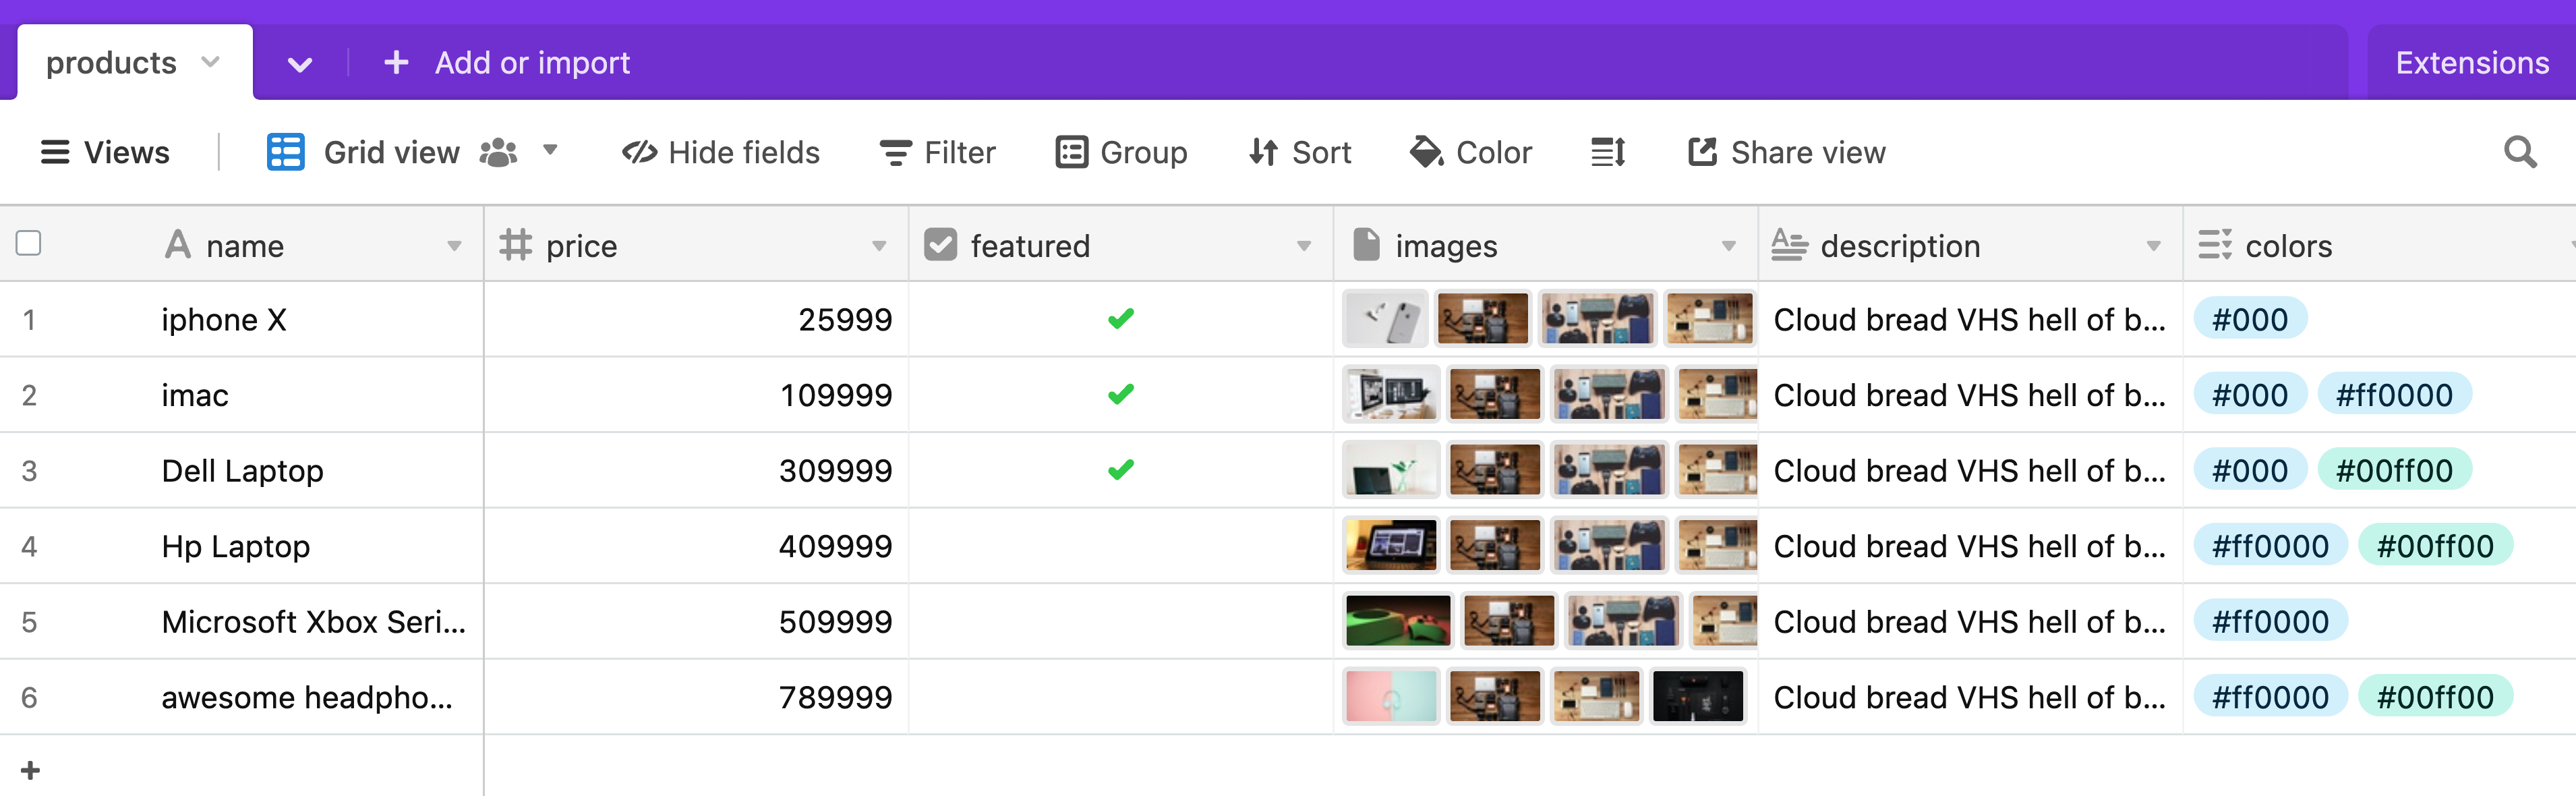 products + Add or import Extensions
Views Grid view Hide fields Filter Group Sort Color Share view
name price featured images description colors
1 iphone X 25999 Cloud bread VHS hell of b... #000
2 imac 109999 Cloud bread VHS hell of b... #000 #ff0000
3 Dell Laptop 309999 Cloud bread VHS hell of b... #000 #00ff00
4 Hp Laptop 409999 Cloud bread VHS hell of b... #ff0000 #00ff00
5 Microsoft Xbox Seri... 509999 Cloud bread VHS hell of b... #ff0000
6 awesome headpho... 789999 Cloud bread VHS hell of b... #ff0000 #00ff00
+